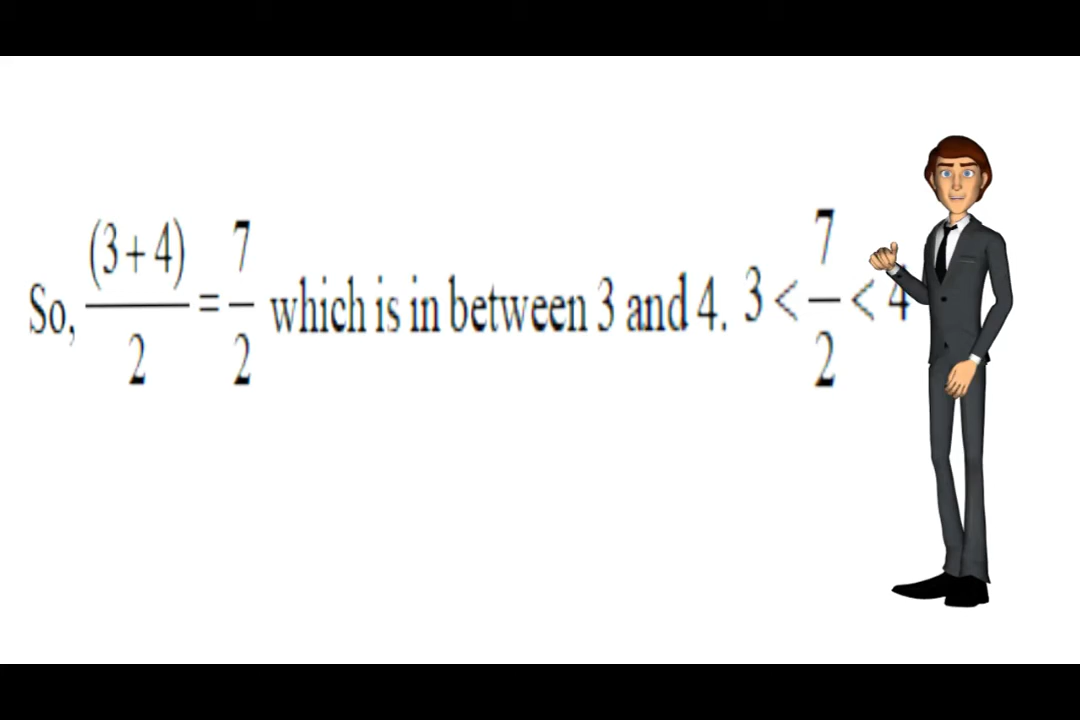 So, (3+4)/2 = 7/2 which is in between 3 and 4. 3 < 7/2 < 4